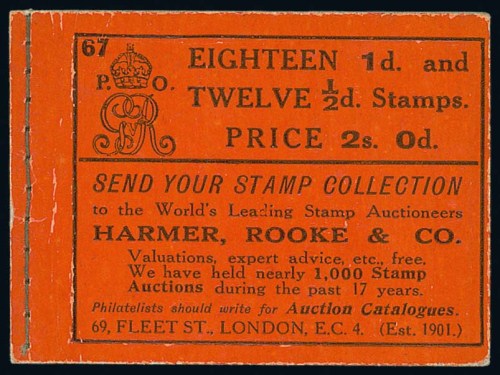 67
P. O.
GvR
EIGHTEEN 1d. and
TWELVE ½d. Stamps.
PRICE 2s. 0d.
SEND YOUR STAMP COLLECTION
to the World's Leading Stamp Auctioneers
HARMER, ROOKE & CO.
Valuations, expert advice, etc., free.
We have held nearly 1,000 Stamp
Auctions during the past 17 years.
Philatelists should write for Auction Catalogues.
69, FLEET ST., LONDON, E.C. 4. (Est. 1901.)